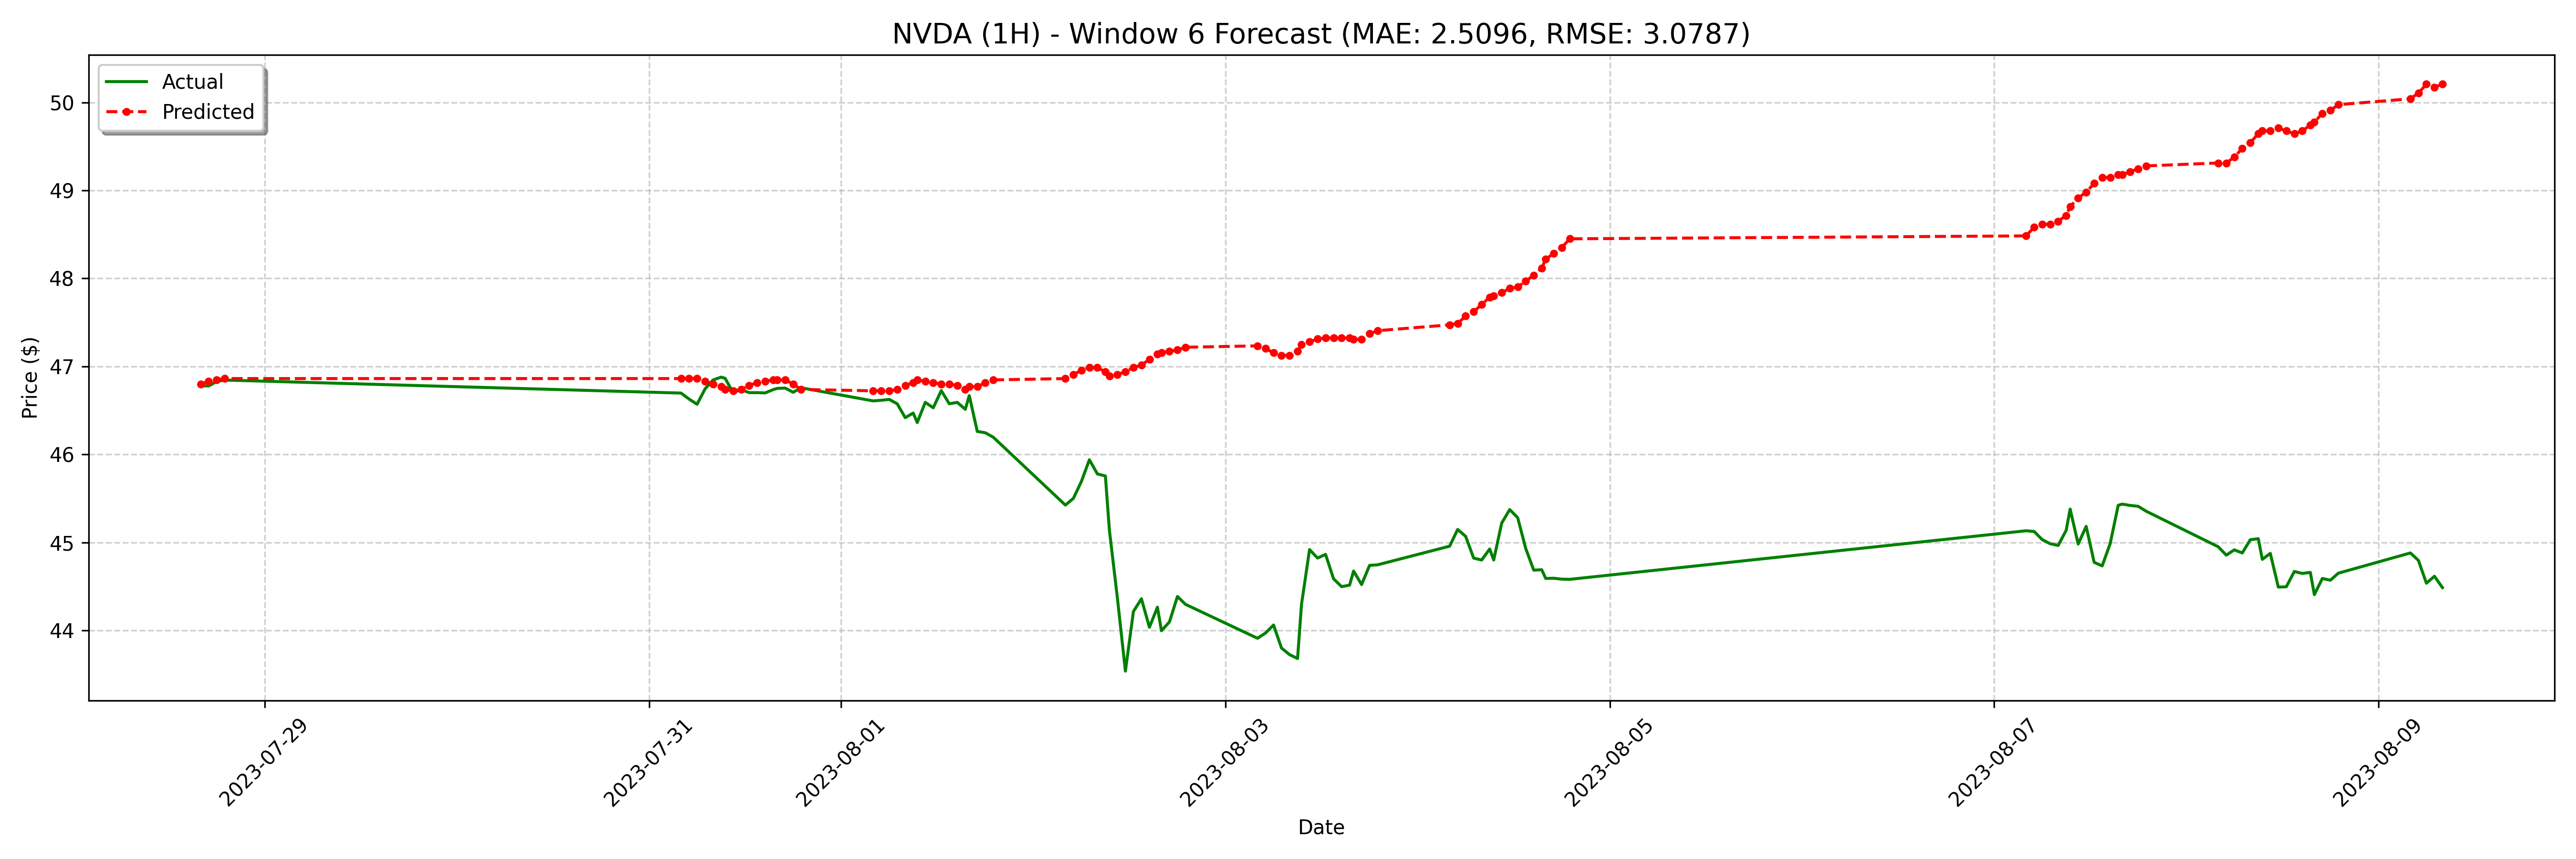 NVDA (1H) - Window 6 Forecast (MAE: 2.5096, RMSE: 3.0787)
Actual
Predicted
Price ($)
50
49
48
47
46
45
44
2023-07-29
2023-07-31
2023-08-01
2023-08-03
2023-08-05
2023-08-07
2023-08-09
Date